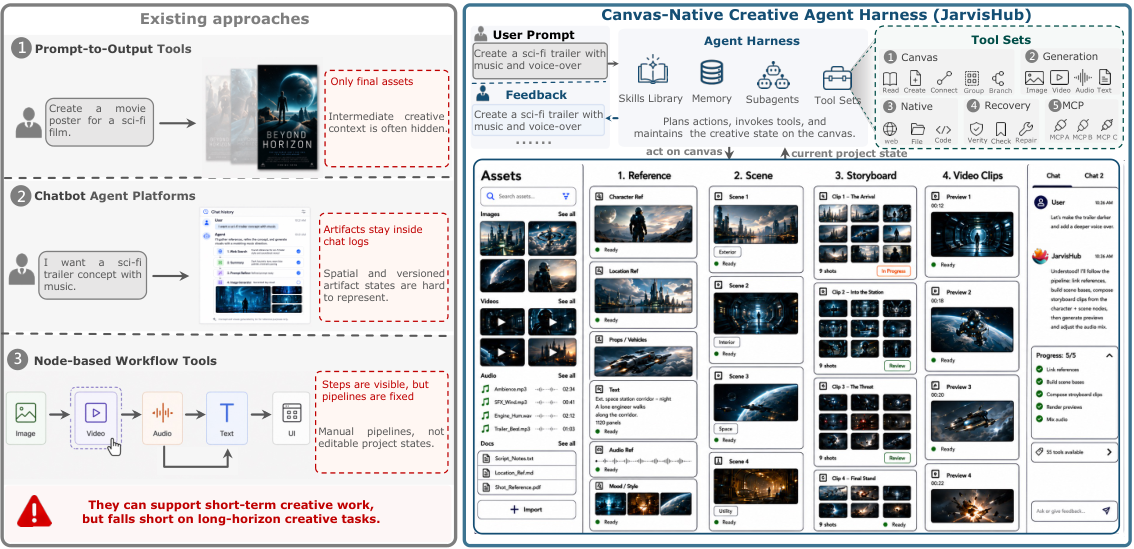 Existing approaches
1 Prompt-to-Output Tools
Create a movie
poster for a sci-fi
film.
BEYOND
HORIZON
Only final assets
Intermediate creative
context is often hidden.
2 Chatbot Agent Platforms
I want a sci-fi
trailer concept with
music.
Chat History
User
Agent
Artifacts stay inside
chat logs
Spatial and versioned
artifact states are hard
to represent.
3 Node-based Workflow Tools
Image
Video
Audio
Text
UI
Steps are visible, but
pipelines are fixed
Manual pipelines, not
editable project states.
They can support short-term creative work,
but falls short on long-horizon creative tasks.
Canvas-Native Creative Agent Harness (JarvisHub)
User Prompt
Create a sci-fi trailer with
music and voice-over
Feedback
Create a sci-fi trailer with
music and voice-over
......
Agent Harness
Skills Library
Memory
Subagents
Tool Sets
Plans actions, invokes tools, and
maintains the creative state on the canvas.
act on canvas
current project state
Tool Sets
1 Canvas
Read Create Connect Group Branch
2 Generation
Image Video Audio Text
3 Native
web File Code
4 Recovery
Verity Check Repair
5 MCP
MCP A MCP B MCP C
Assets
Search assets...
Images See all
Videos See all
Audio See all
Ambience.mp3 02:34
SFX_Wind.mp3 00:41
Engine_Hum.wav 02:12
Trailer_Beat.mp3 01:03
Docs See all
Script_Notes.txt
Location_Ref.md
Shot_Reference.pdf
+ Import
1. Reference
Character Ref
Ready
Location Ref
Ready
Props / Vehicles
Ready
Text
Ext. space station corridor – night
A lone engineer walks
along the corridor.
1120 panels
Ready
Audio Ref
Ready
Mood / Style
Ready
2. Scene
Scene 1
Exterior
Ready
Scene 2
Interior
Ready
Scene 3
Space
Ready
Scene 4
Utility
Ready
3. Storyboard
Clip 1 – The Arrival
9 shots In Progress
Clip 2 – Into the Station
9 shots Review
Clip 3 – The Threat
9 shots Review
Clip 4 – Final Stand
9 shots Ready
4. Video Clips
Preview 1
00:12
Ready
Preview 2
00:18
Ready
Preview 3
00:20
Ready
Preview 4
00:22
Ready
Chat Chat 2
User 10:36 AM
Let's make the trailer darker
and add a deeper voice over.
JarvisHub 10:36 AM
Understood! I'll follow the
pipeline: link references,
build scene bases, compose
storyboard clips from the
character + scene nodes,
then generate previews
and adjust the audio mix.
Progress: 5/5
Link references
Build scene bases
Compose storyboard clips
Render previews
Mix audio
55 tools available
Ask or give feedback...